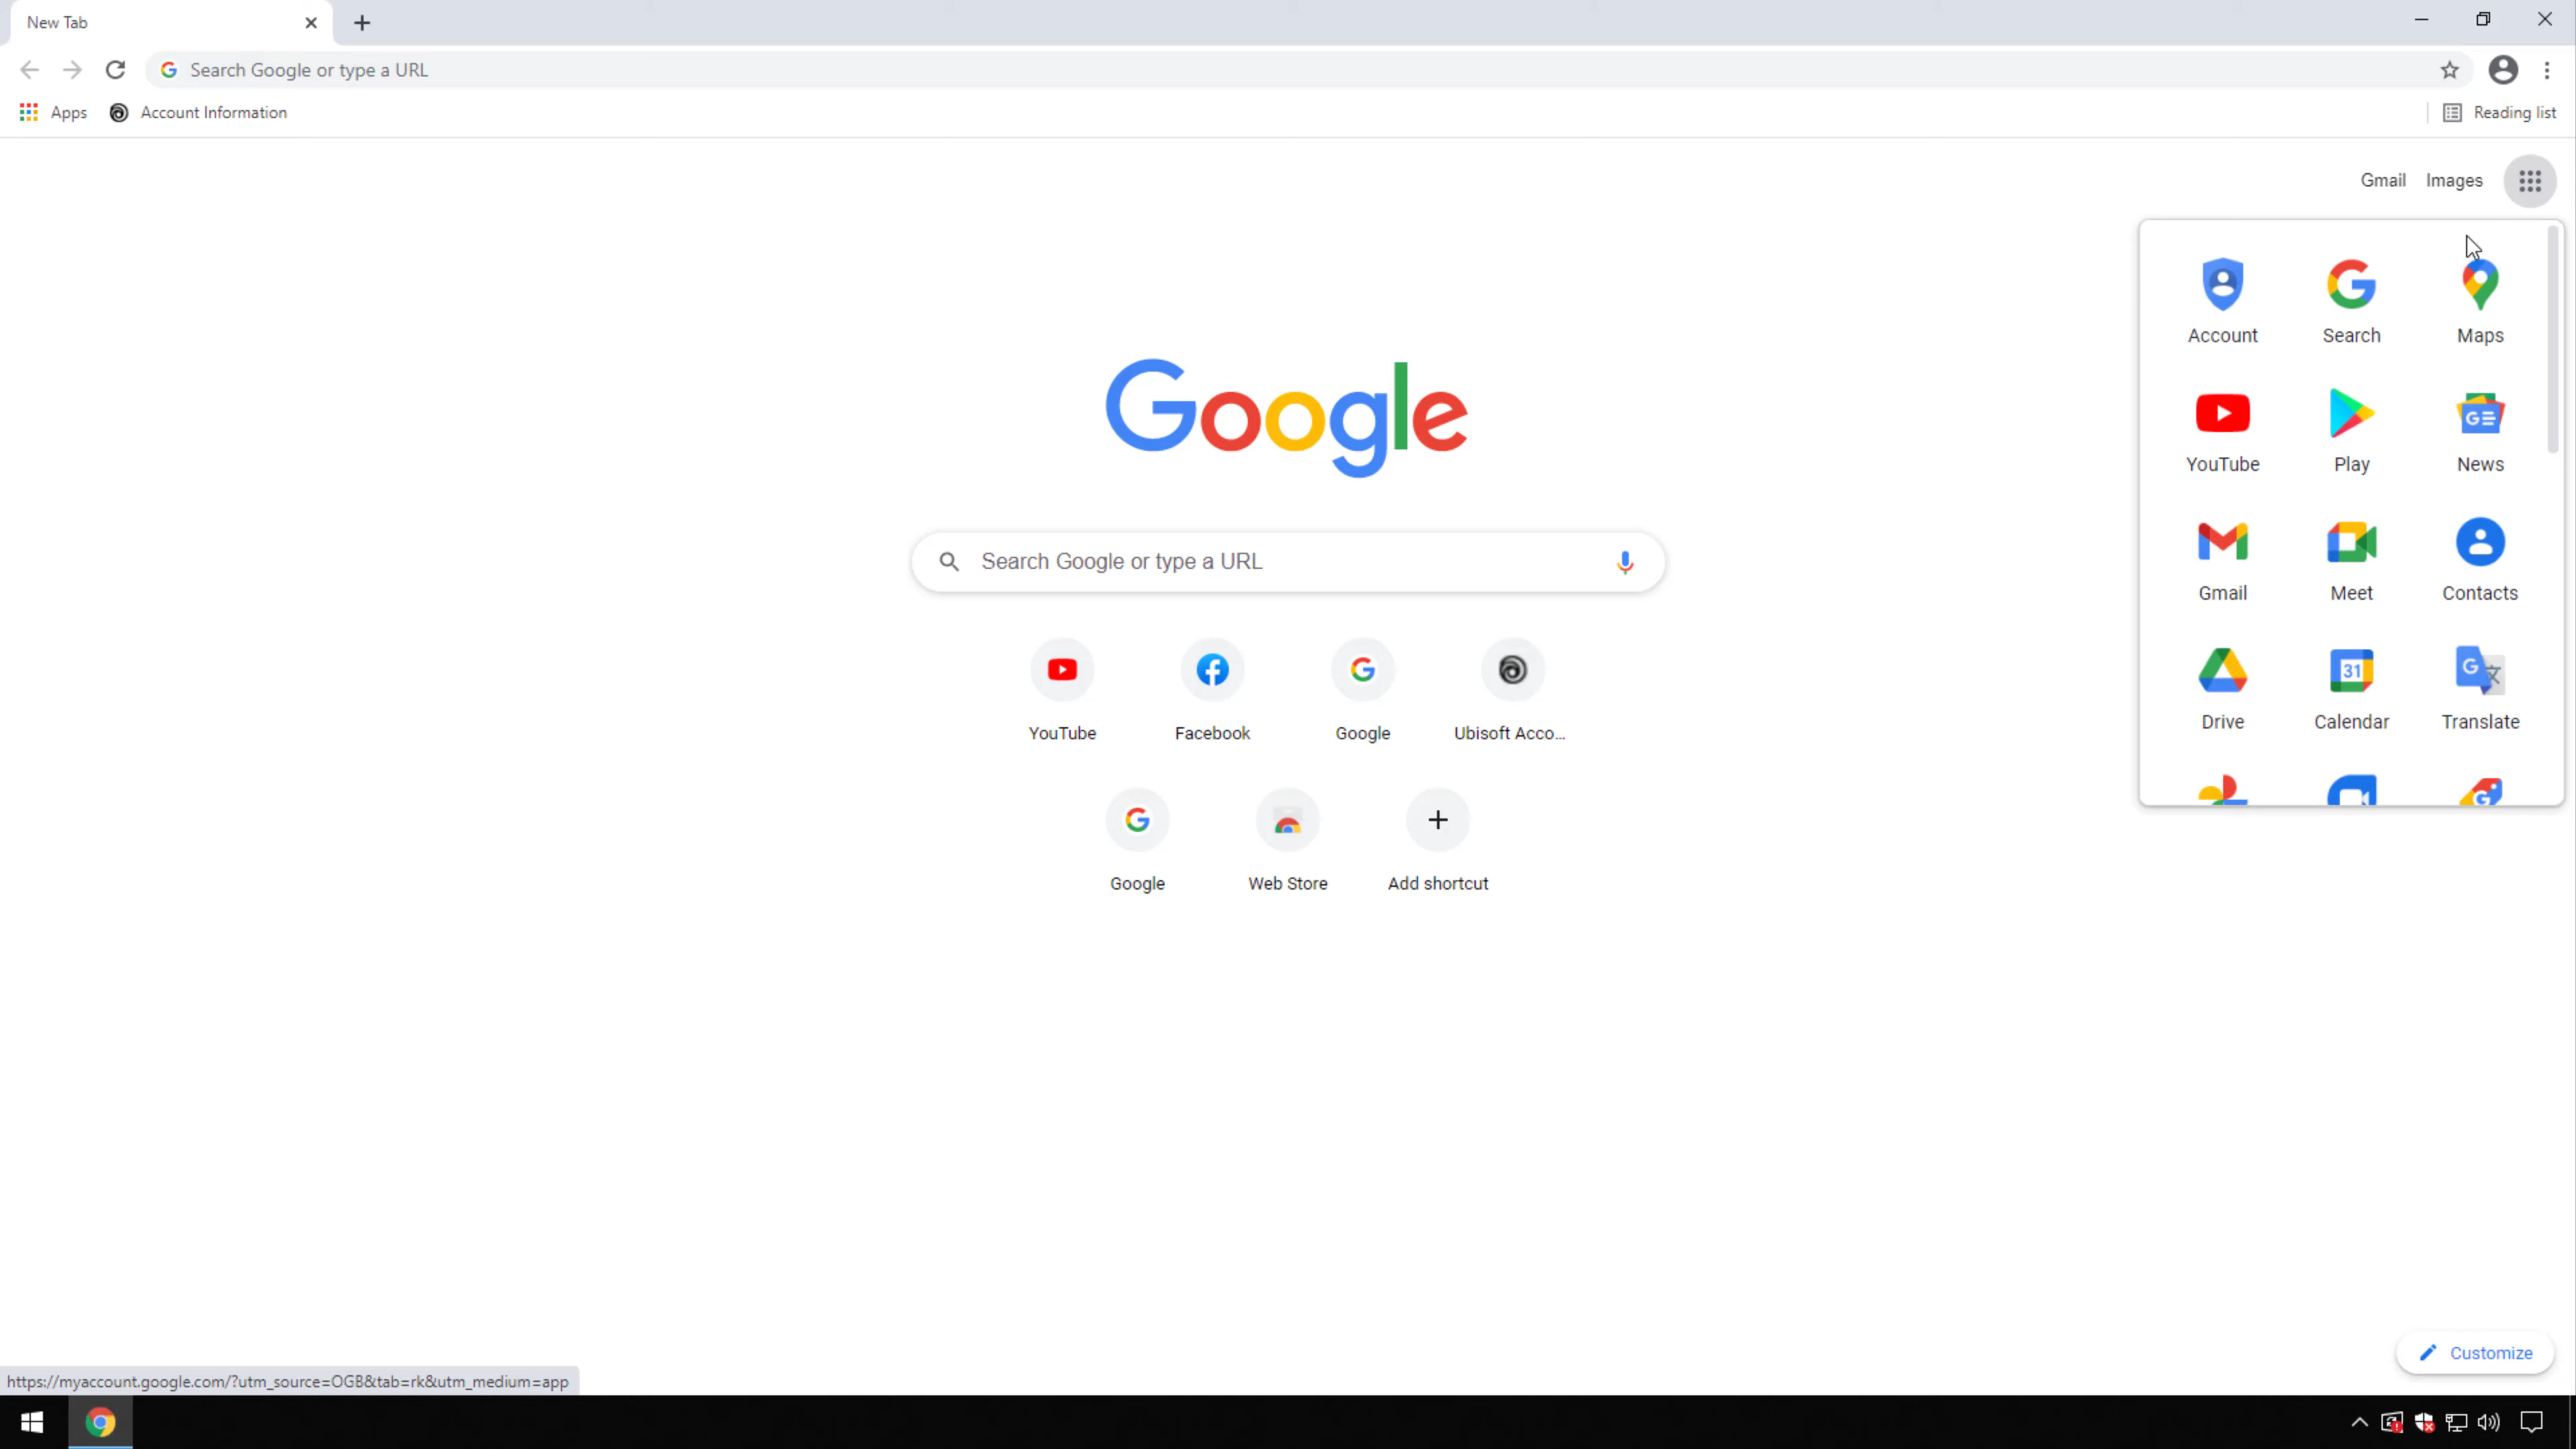 New Tab
Search Google or type a URL
Apps
Account Information
Reading list
Gmail
Images
Account
Search
Maps
YouTube
Play
News
Gmail
Meet
Contacts
Drive
31
Calendar
Translate
Google
Search Google or type a URL
YouTube
Facebook
Google
Ubisoft Acco...
Google
Web Store
Add shortcut
Customize
https://myaccount.google.com/?utm_source=OGB&tab=rk&utm_medium=app